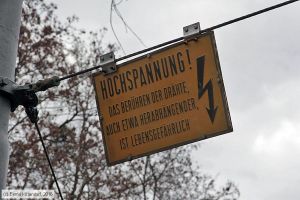 HOCHSPANNUNG!
DAS BERÜHREN DER DRÄHTE,
AUCH ETWA HERABHÄNGENDER,
IST LEBENSGEFÄHRLICH